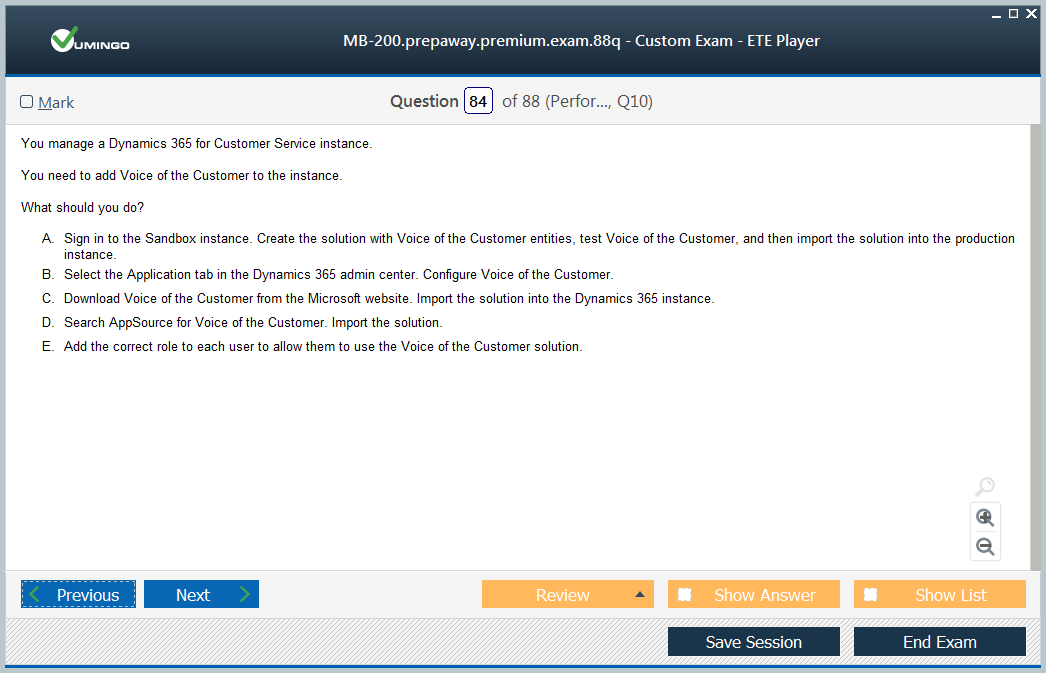 VUMINGO
MB-200.prepaway.premium.exam.88q - Custom Exam - ETE Player
Mark
Question 84 of 88 (Perfor..., Q10)
You manage a Dynamics 365 for Customer Service instance.
You need to add Voice of the Customer to the instance.
What should you do?
A. Sign in to the Sandbox instance. Create the solution with Voice of the Customer entities, test Voice of the Customer, and then import the solution into the production
instance.
B. Select the Application tab in the Dynamics 365 admin center. Configure Voice of the Customer.
C. Download Voice of the Customer from the Microsoft website. Import the solution into the Dynamics 365 instance.
D. Search AppSource for Voice of the Customer. Import the solution.
E. Add the correct role to each user to allow them to use the Voice of the Customer solution.
Previous
Next
Review
Show Answer
Show List
Save Session
End Exam